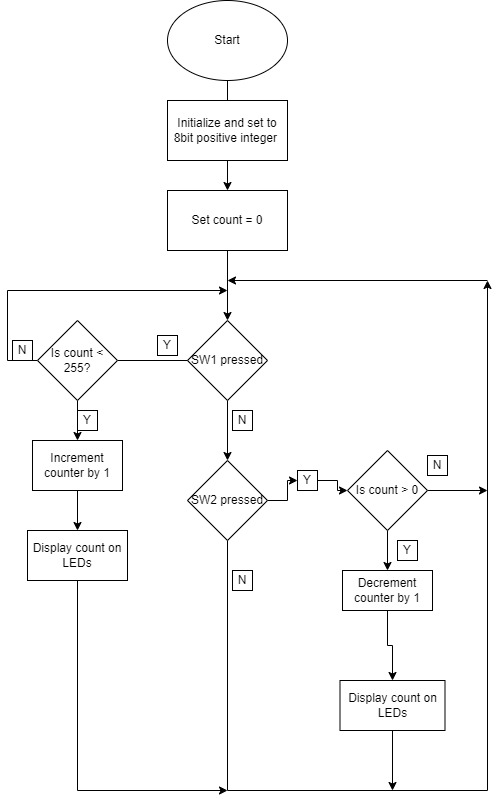 Start
Initialize and set to
8bit positive integer
Set count = 0
Y
SW1 pressed
N
Is count <
255?
Y
N
Increment
counter by 1
Display count on
LEDs
SW2 pressed
Y
Is count > 0
N
Y
N
Decrement
counter by 1
Display count on
LEDs